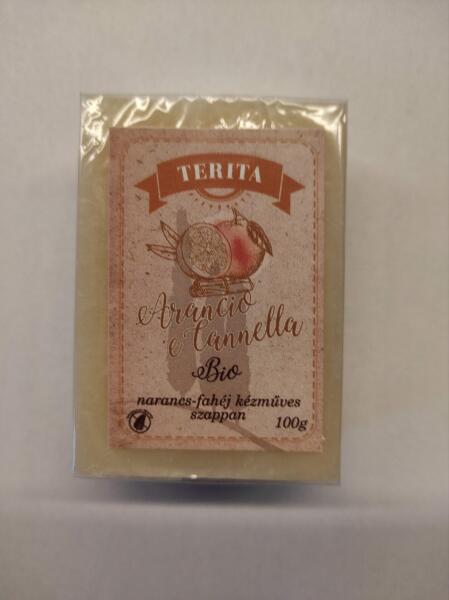 TERITA
Arancio
e Cannella
Bio
narancs-fahéj kézműves
szappan
100g